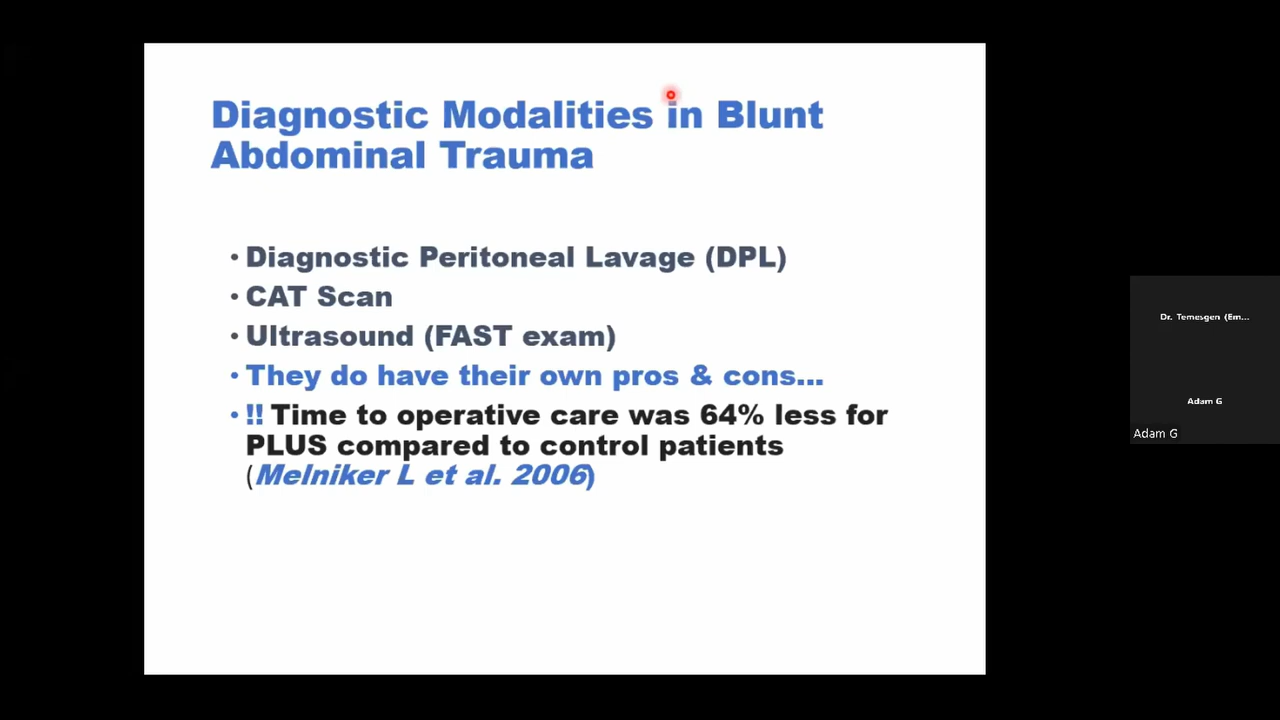 Diagnostic Modalities in Blunt
Abdominal Trauma
• Diagnostic Peritoneal Lavage (DPL)
• CAT Scan
• Ultrasound (FAST exam)
• They do have their own pros & cons...
• !! Time to operative care was 64% less for
PLUS compared to control patients
(Melniker L et al. 2006)
Dr. Temesgen (Em...
Adam G
Adam G